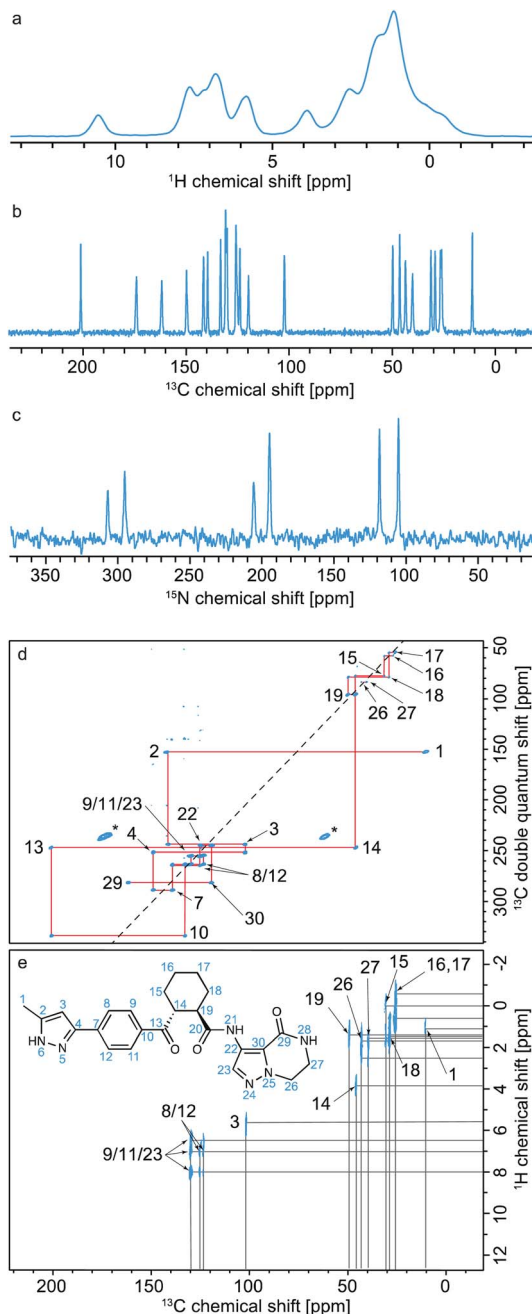 a
10 5 0
¹H chemical shift [ppm]
b
200 150 100 50 0
¹³C chemical shift [ppm]
c
350 300 250 200 150 100 50
¹⁵N chemical shift [ppm]
d
50
100
150
200
250
300
¹³C double quantum shift [ppm]
17
16
15
18
19
26
27
2
1
9/11/23
22
3
4
13
14
*
*
8/12
29
7
30
10
e
-2
0
2
4
6
8
10
12
¹H chemical shift [ppm]
16 17
15 18
1 2 3 4 7 8 9 14 19 21
N NH 6 5 12 11 10 13 O 20 O NH 22 30 29 O 28 NH 27 26 25 N 24 N 23
26
27
15
16,17
19
18
1
14
3
8/12
9/11/23
200 150 100 50 0
¹³C chemical shift [ppm]